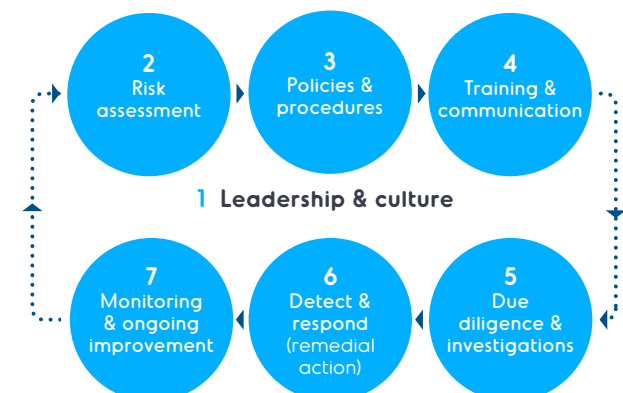 2
Risk
assessment
3
Policies &
procedures
4
Training &
communication
1 Leadership & culture
7
Monitoring
& ongoing
improvement
6
Detect &
respond
(remedial
action)
5
Due
diligence &
investigations